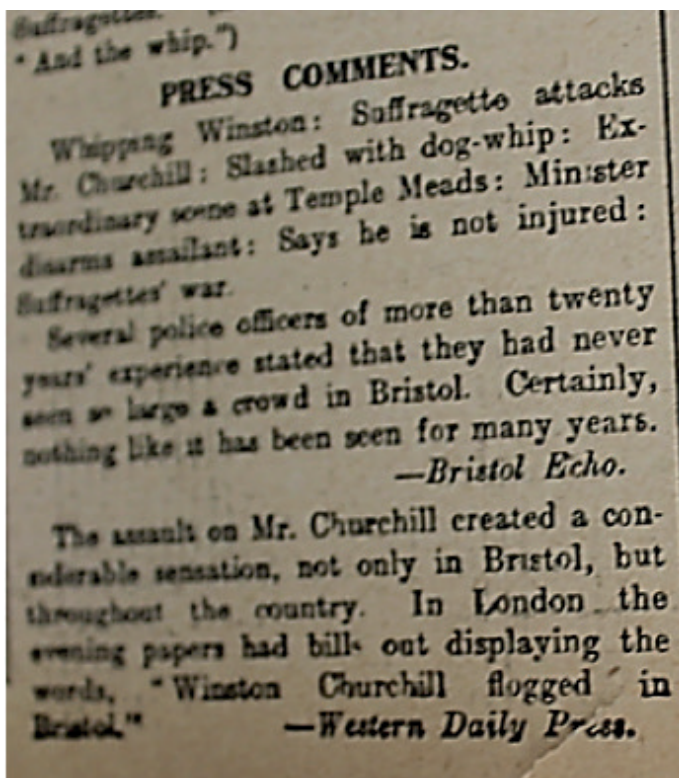 Suffragettes.
"And the whip.")
PRESS COMMENTS.
Whipping Winston: Suffragette attacks
Mr. Churchill: Slashed with dog-whip: Ex-
traordinary scene at Temple Meads: Minister
disarms assailant: Says he is not injured:
Suffragettes' war.
Several police officers of more than twenty
years' experience stated that they had never
seen so large a crowd in Bristol. Certainly,
nothing like it has been seen for many years.
—Bristol Echo.
The assault on Mr. Churchill created a con-
siderable sensation, not only in Bristol, but
throughout the country. In London the
evening papers had bills out displaying the
words, "Winston Churchill flogged in
Bristol."  —Western Daily Press.